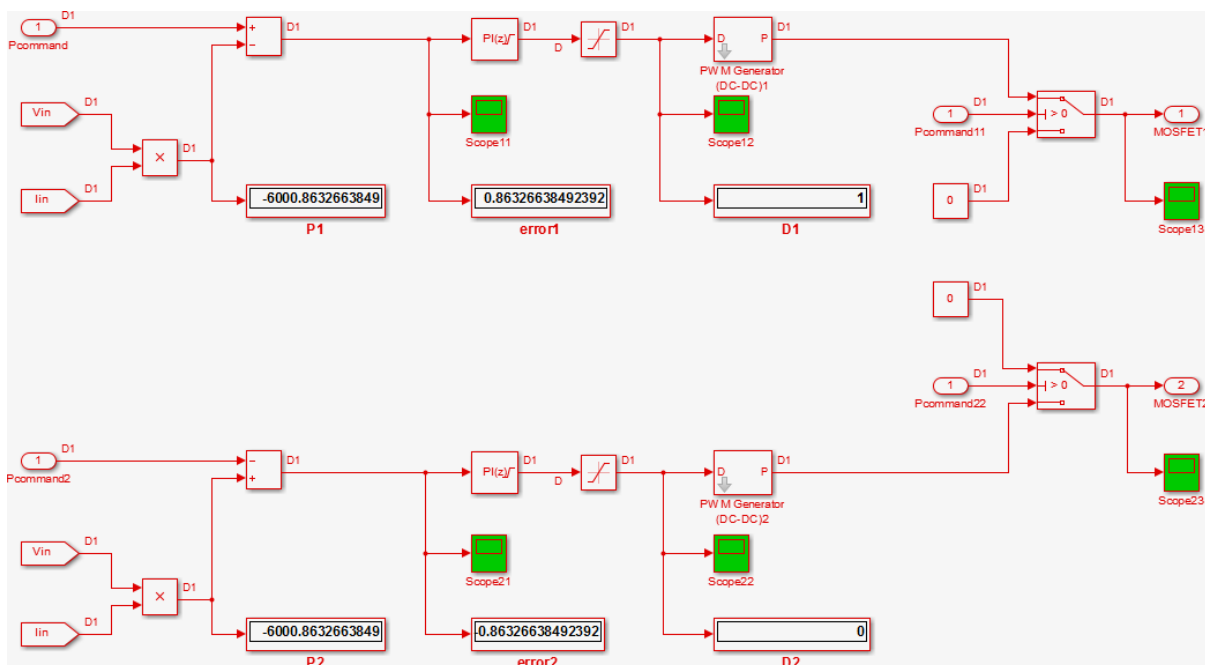 D1
1
Pcommand
+
−
D1
PI(z)
D1
D
D1
D
P
D1
PWM Generator
(DC-DC)1
Vin
D1
×
D1
Iin
D1
Scope11
Scope12
Pcommand11
1
D1
> 0
D1
1
MOSFET1
-6000.8632663849
P1
0.86326638492392
error1
1
D1
0
D1
Scope13
0
D1
Pcommand22
1
D1
> 0
D1
2
MOSFET2
D1
1
Pcommand2
−
+
D1
PI(z)
D1
D
D1
D
P
D1
PWM Generator
(DC-DC)2
Scope23
Vin
D1
×
D1
Iin
D1
Scope21
Scope22
-6000.8632663849
P2
-0.86326638492392
error2
0
D2